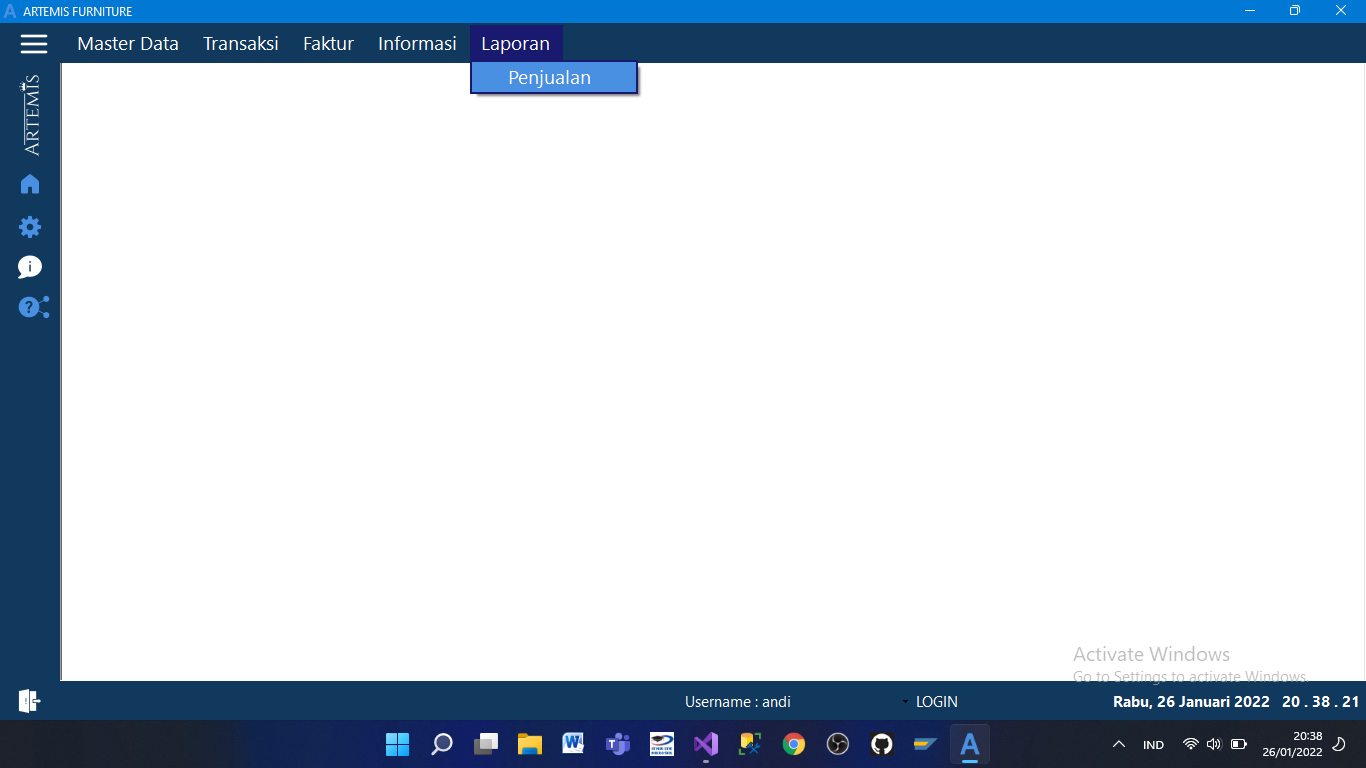 ARTEMIS FURNITURE
Master Data Transaksi Faktur Informasi Laporan
Penjualan
ARTEMIS
Activate Windows
Go to Settings to activate Windows.
Username : andi LOGIN Rabu, 26 Januari 2022 20 . 38 . 21
IND 20:38
26/01/2022